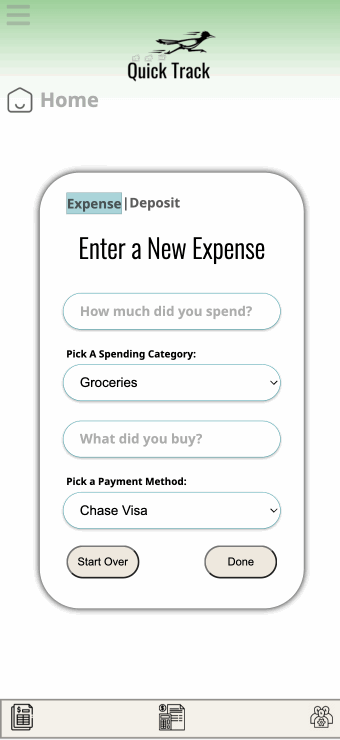 Quick Track
Home
Expense|Deposit
Enter a New Expense
How much did you spend?
Pick A Spending Category:
Groceries
What did you buy?
Pick a Payment Method:
Chase Visa
Start Over
Done